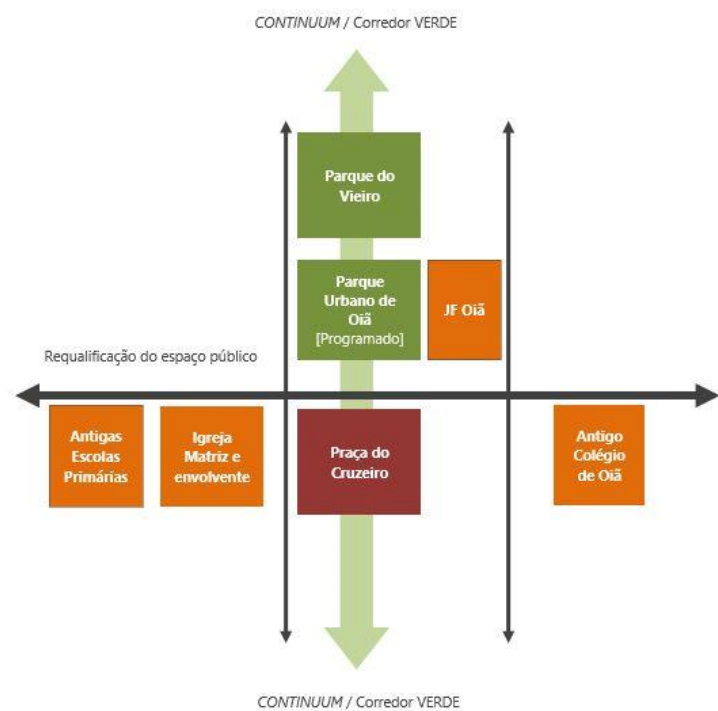 CONTINUUM / Corredor VERDE
Parque do
Vieiro
Parque
Urbano de
Oiã
[Programado]
JF Oiã
Requalificação do espaço público
Antigas
Escolas
Primárias
Igreja
Matriz e
envolvente
Praça do
Cruzeiro
Antigo
Colégio
de Oiã
CONTINUUM / Corredor VERDE